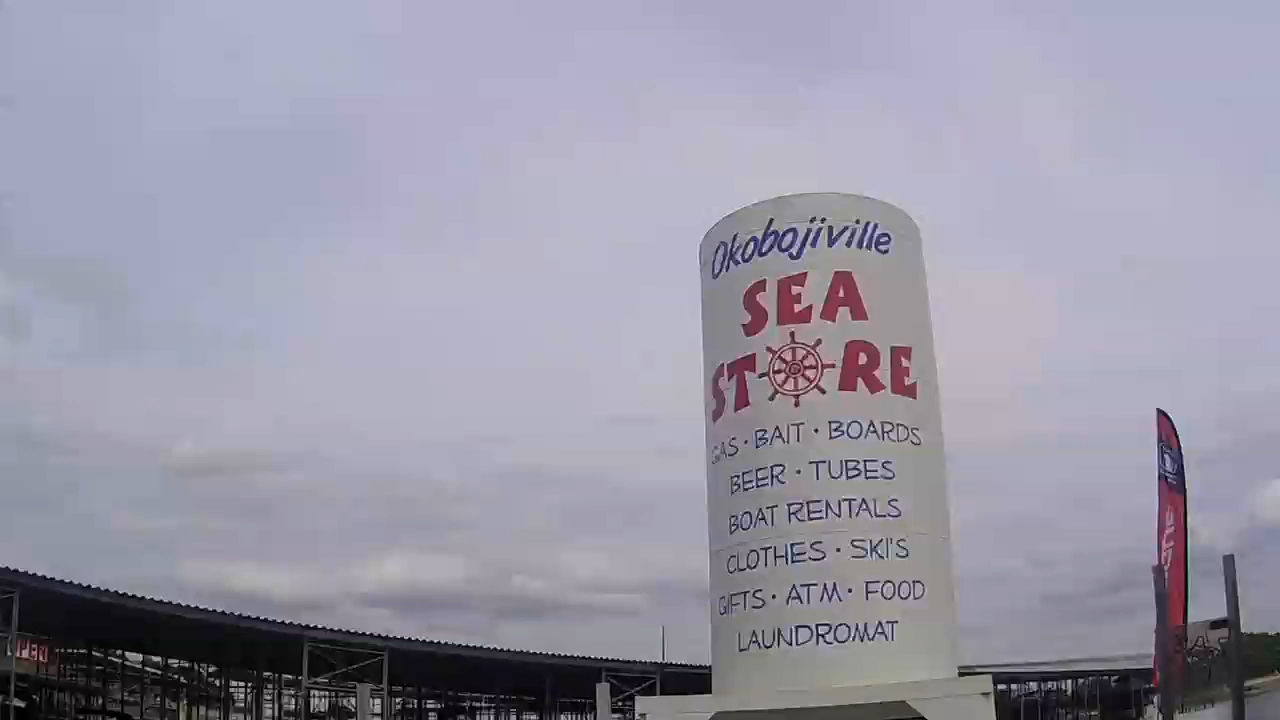 Okobojiville
SEA
STORE
GAS · BAIT · BOARDS
BEER · TUBES
BOAT RENTALS
CLOTHES · SKI'S
GIFTS · ATM · FOOD
LAUNDROMAT